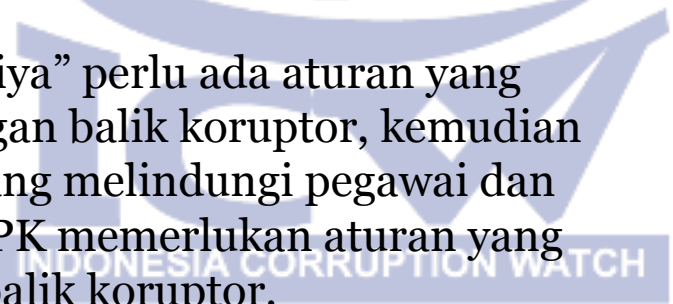 iya” perlu ada aturan yang
gan balik koruptor, kemudian
ng melindungi pegawai dan
PK memerlukan aturan yang
INDONESIA CORRUPTION WATCH
balik koruptor.